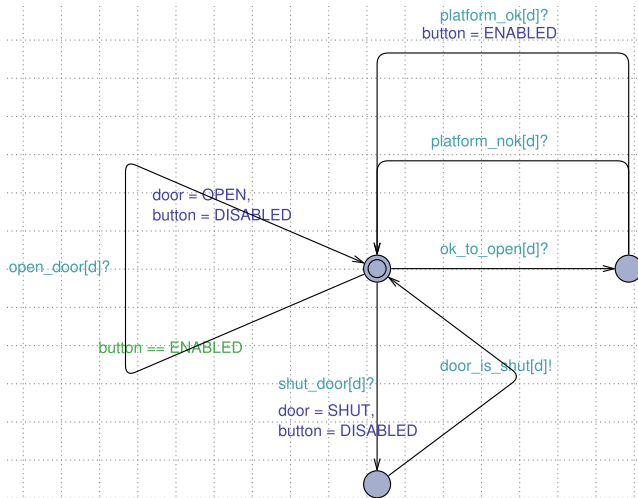 platform_ok[d]?
button = ENABLED
platform_nok[d]?
door = OPEN,
button = DISABLED
ok_to_open[d]?
open_door[d]?
button == ENABLED
door_is_shut[d]!
shut_door[d]?
door = SHUT,
button = DISABLED